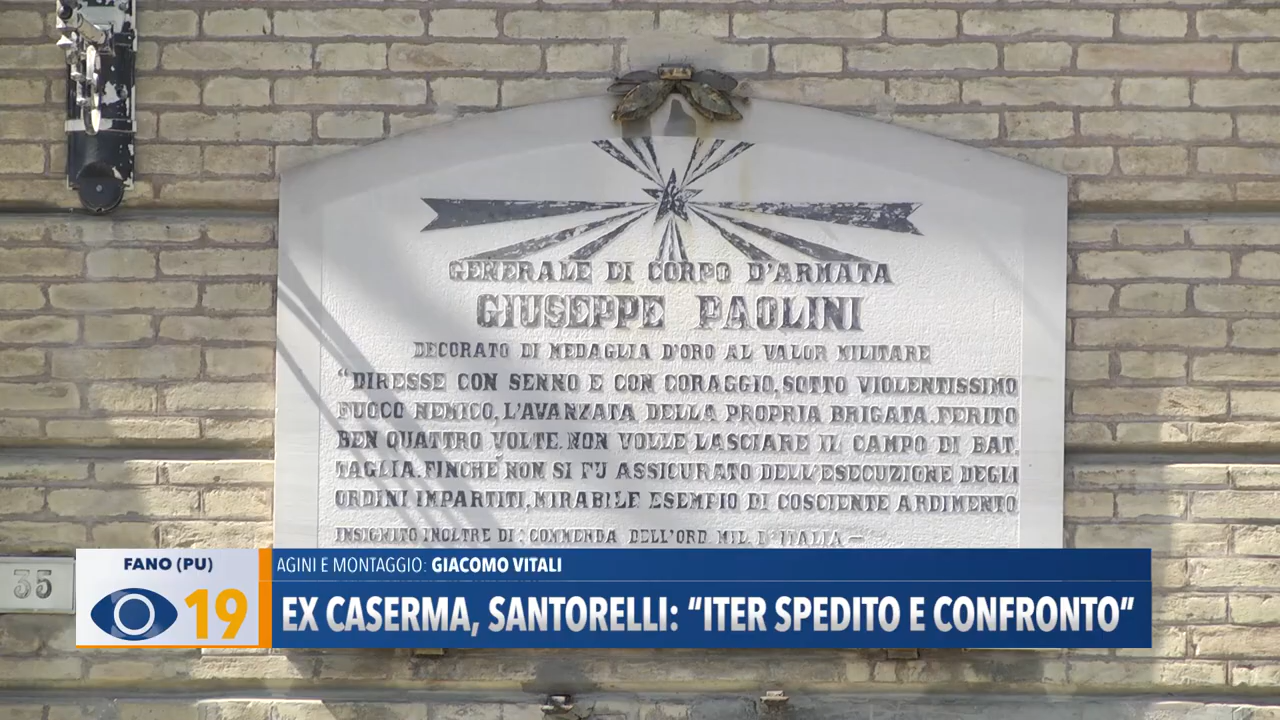 GENERALE DI CORPO D'ARMATA
GIUSEPPE PAOLINI
DECORATO DI MEDAGLIA D'ORO AL VALOR MILITARE
“DIRESSE CON SENNO E CON CORAGGIO, SOTTO VIOLENTISSIMO
FUOCO NEMICO, L'AVANZATA DELLA PROPRIA BRIGATA. FERITO
BEN QUATTRO VOLTE, NON VOLLE LASCIARE IL CAMPO DI BAT.
TAGLIA, FINCHÈ NON SI FU ASSICURATO DELL'ESECUZIONE DEGLI
ORDINI IMPARTITI, MIRABILE ESEMPIO DI COSCIENTE ARDIMENTO
INSIGNITO INOLTRE DI: COMMENDA DELL'ORD. MIL. D'ITALIA —
35
FANO (PU)
19
AGINI E MONTAGGIO: GIACOMO VITALI
EX CASERMA, SANTORELLI: “ITER SPEDITO E CONFRONTO”